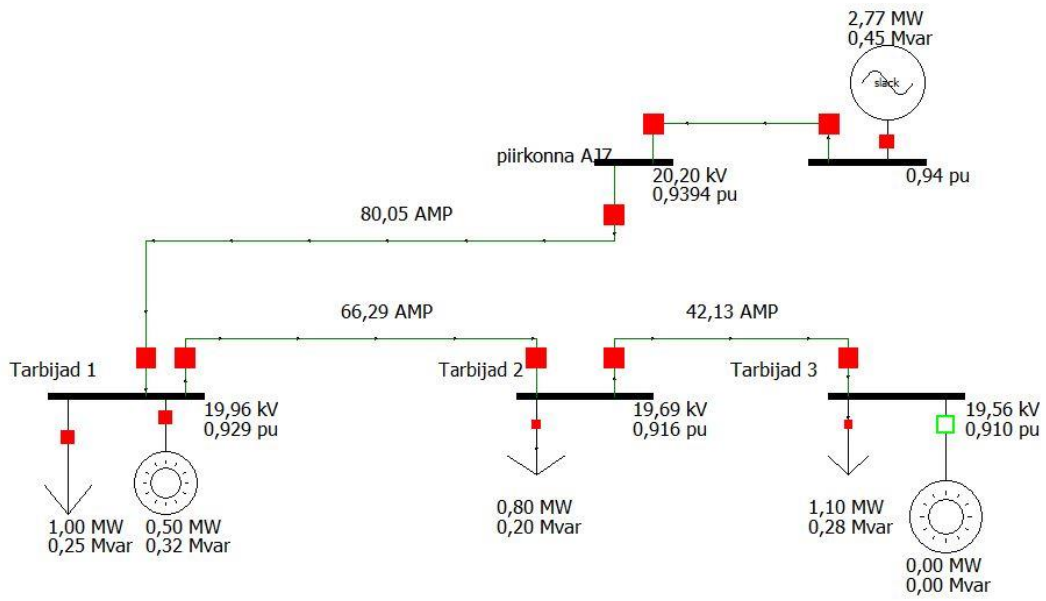 2,77 MW
0,45 Mvar
slack
piirkonna AJ7
20,20 kV
0,9394 pu
0,94 pu
80,05 AMP
66,29 AMP
42,13 AMP
Tarbijad 1
Tarbijad 2
Tarbijad 3
19,96 kV
0,929 pu
19,69 kV
0,916 pu
19,56 kV
0,910 pu
1,00 MW
0,25 Mvar
0,50 MW
0,32 Mvar
0,80 MW
0,20 Mvar
1,10 MW
0,28 Mvar
0,00 MW
0,00 Mvar